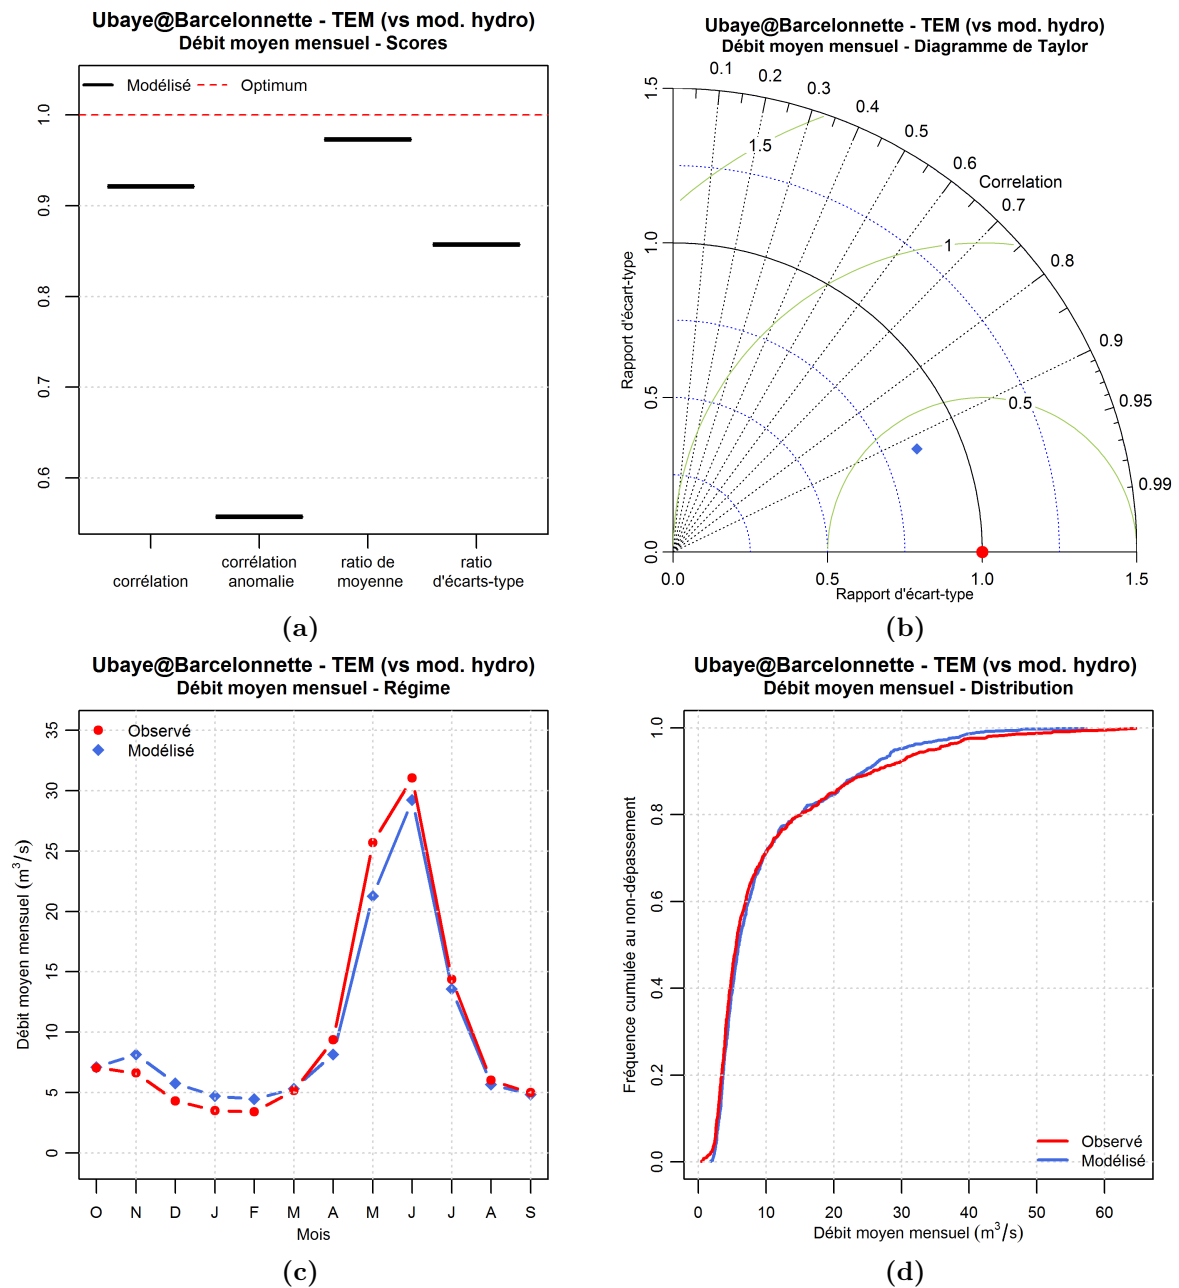 Ubaye@Barcelonnette - TEM (vs mod. hydro)
Débit moyen mensuel - Scores
Modélisé
Optimum
1.0
0.9
0.8
0.7
0.6
corrélation
corrélation
anomalie
ratio de
moyenne
ratio
d'écarts-type
(a)
Ubaye@Barcelonnette - TEM (vs mod. hydro)
Débit moyen mensuel - Diagramme de Taylor
0.1
0.2
0.3
0.4
0.5
0.6
Correlation
0.7
0.8
0.9
0.95
0.99
1.5
1
0.5
Rapport d'écart-type
1.5
1.0
0.5
0.0
0.0
0.5
1.0
1.5
Rapport d'écart-type
(b)
Ubaye@Barcelonnette - TEM (vs mod. hydro)
Débit moyen mensuel - Régime
Observé
Modélisé
Débit moyen mensuel (m³/s)
35
30
25
20
15
10
5
0
O N D J F M A M J J A S
Mois
(c)
Ubaye@Barcelonnette - TEM (vs mod. hydro)
Débit moyen mensuel - Distribution
Fréquence cumulée au non-dépassement
1.0
0.8
0.6
0.4
0.2
0.0
Observé
Modélisé
0 10 20 30 40 50 60
Débit moyen mensuel (m³/s)
(d)